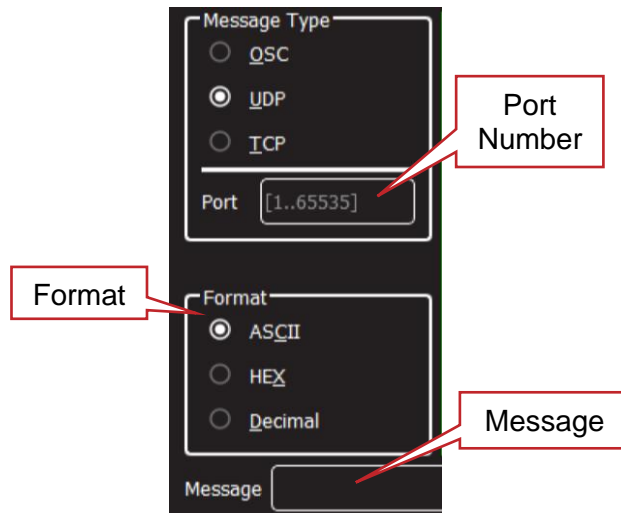 Message Type
OSC
UDP
TCP
Port [1..65535]
Port
Number
Format
Format
ASCII
HEX
Decimal
Message
Message